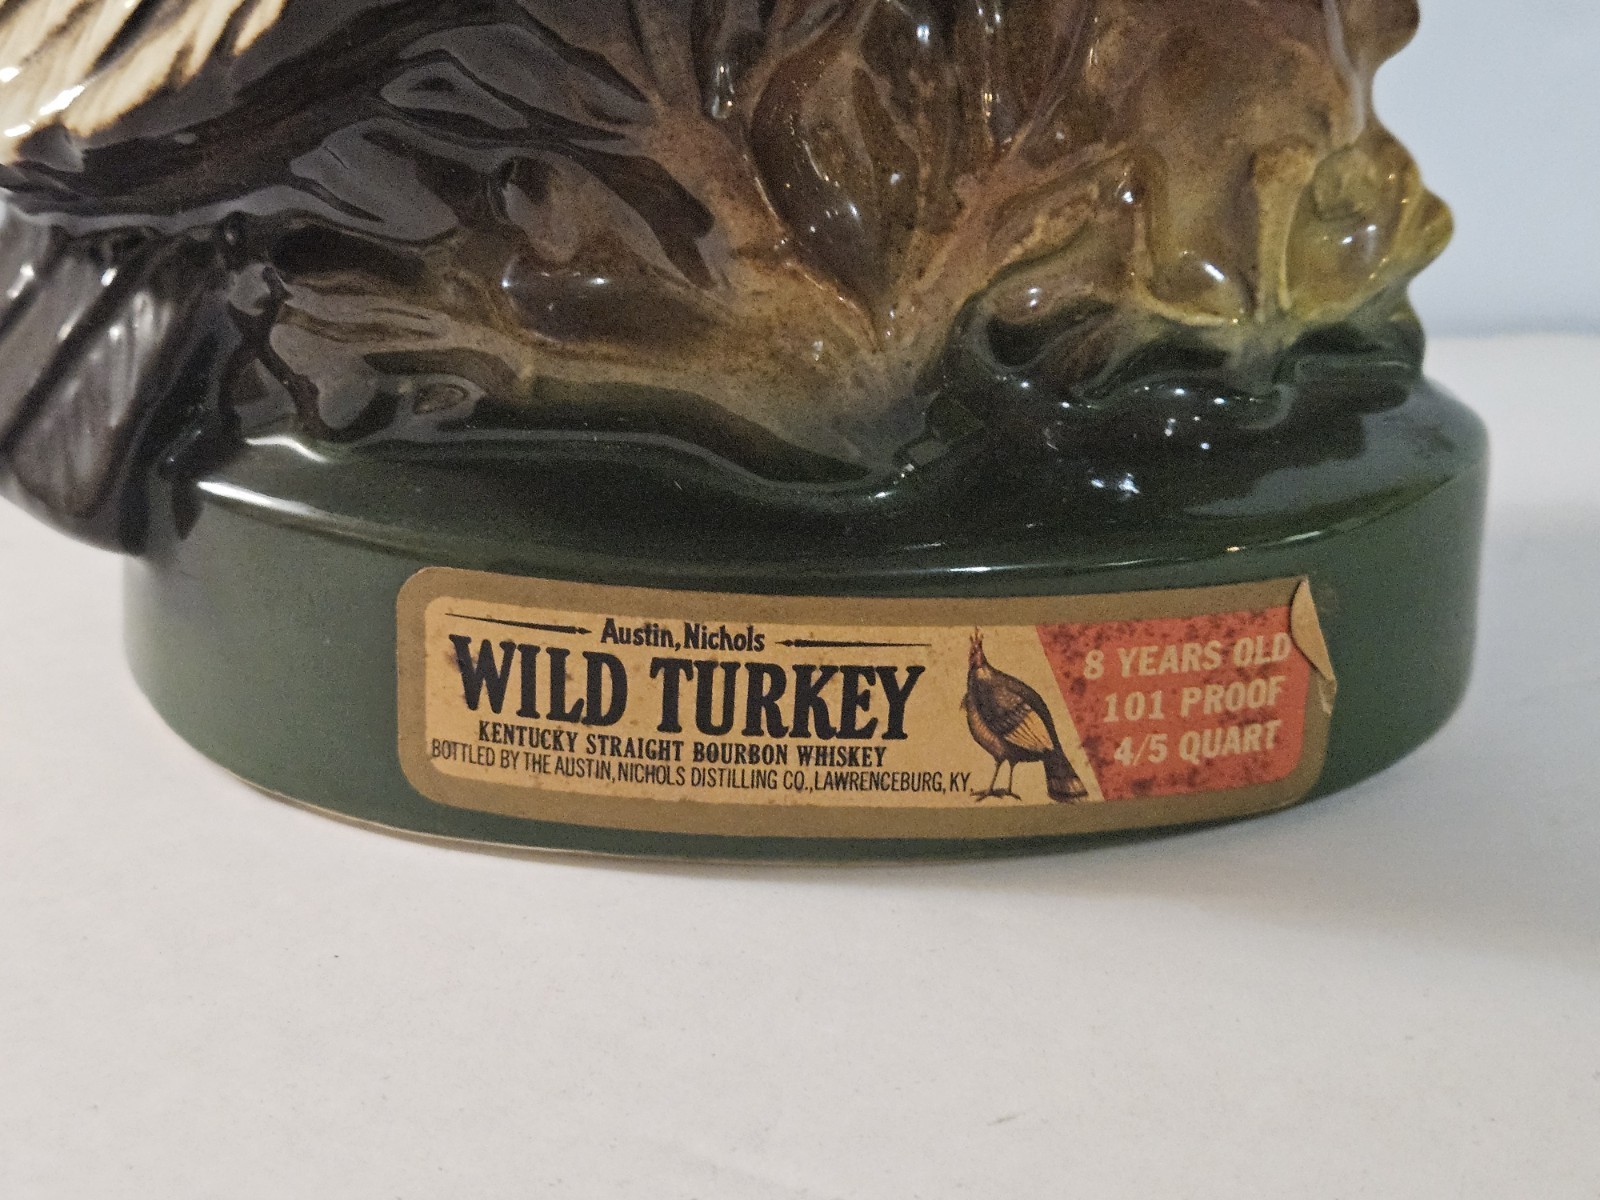 Austin, Nichols
WILD TURKEY
KENTUCKY STRAIGHT BOURBON WHISKEY
BOTTLED BY THE AUSTIN, NICHOLS DISTILLING CO., LAWRENCEBURG, KY.
8 YEARS OLD
101 PROOF
4/5 QUART